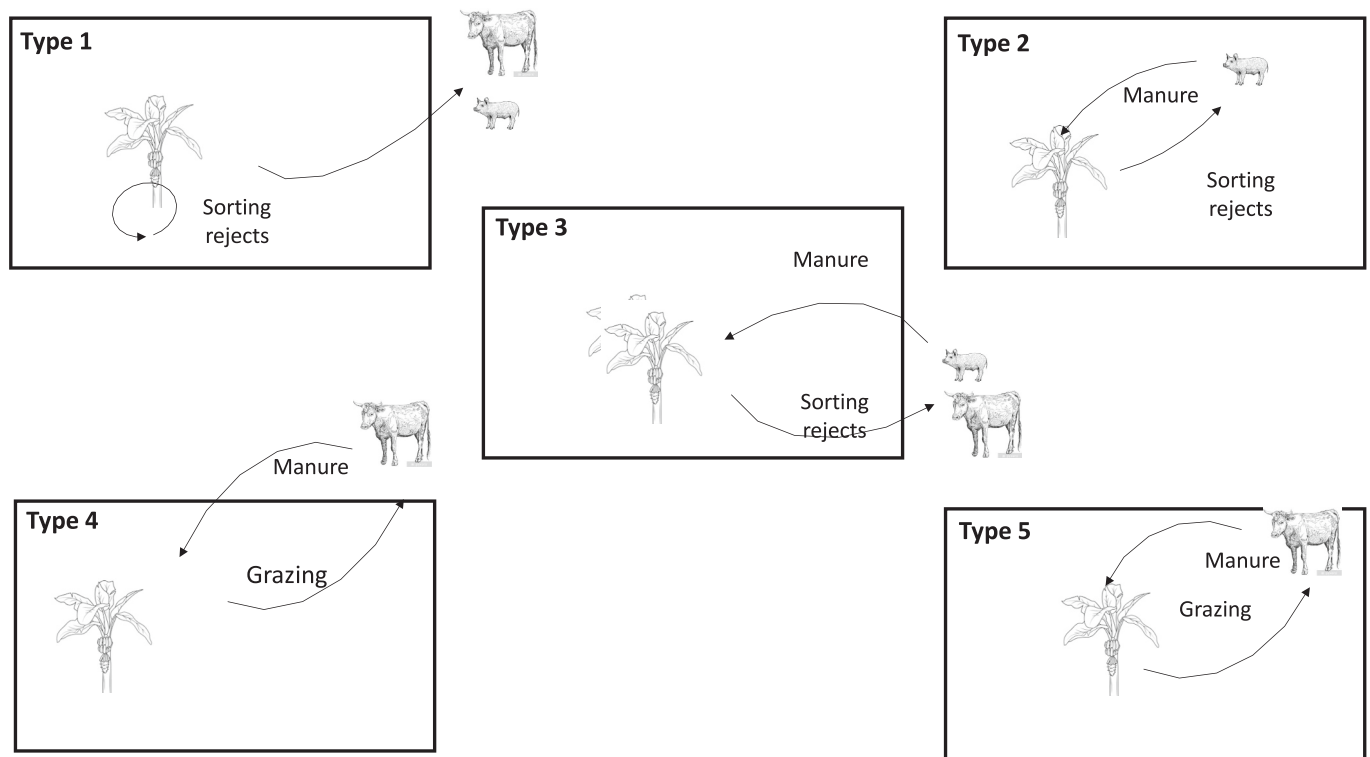 Type 1
Sorting
rejects
Type 2
Manure
Sorting
rejects
Type 3
Manure
Sorting
rejects
Type 4
Manure
Grazing
Type 5
Manure
Grazing